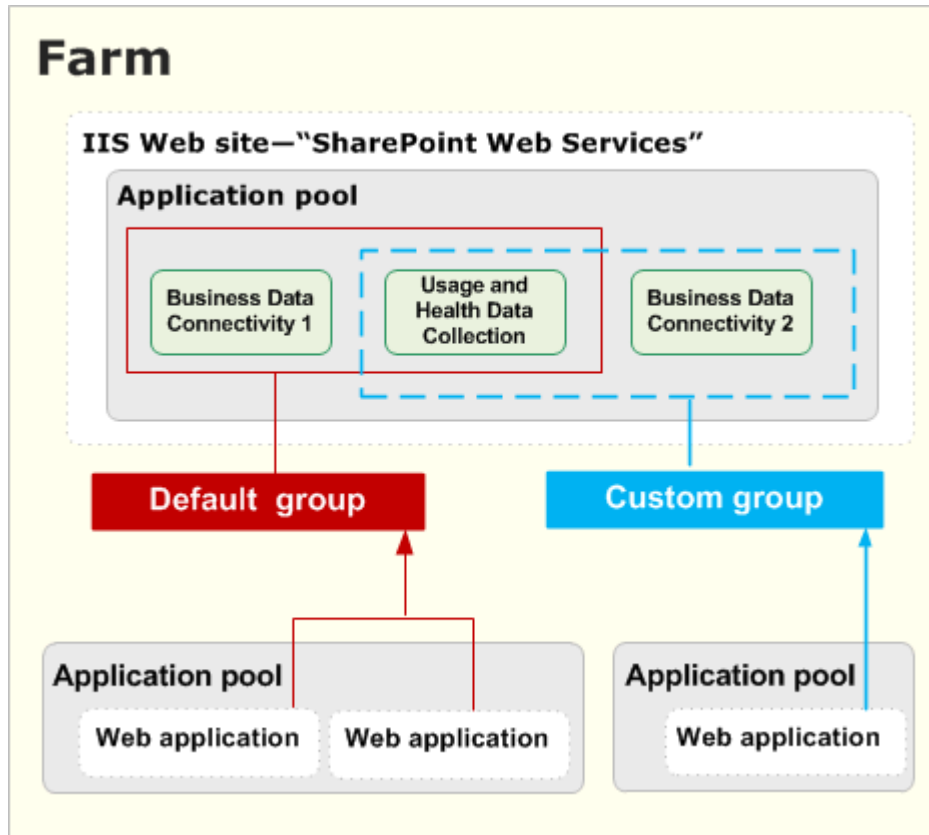 Farm
IIS Web site—“SharePoint Web Services”
Application pool
Business Data
Connectivity 1
Usage and
Health Data
Collection
Business Data
Connectivity 2
Default group
Custom group
Application pool
Web application
Web application
Application pool
Web application